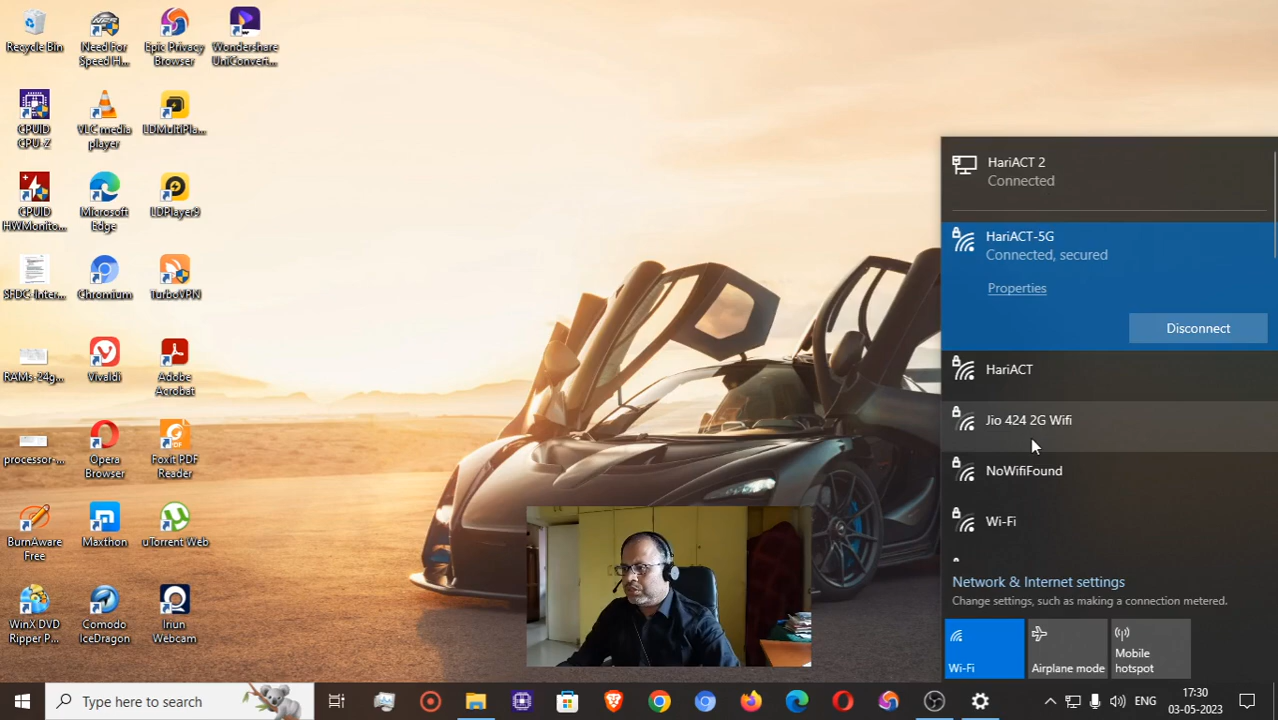 Recycle Bin
Need For
Speed H...
Epic Privacy
Browser
Wondershare
UniConvert...
CPUID
CPU-Z
VLC media
player
LDMultiPla...
CPUID
HWMonito...
Microsoft
Edge
LDPlayer9
SFDC-Inter...
Chromium
TurboVPN
RAMs-24g...
Vivaldi
Adobe
Acrobat
processor-...
Opera
Browser
Foxit PDF
Reader
BurnAware
Free
Maxthon
uTorrent Web
WinX DVD
Ripper P...
Comodo
IceDragon
Iriun
Webcam
HariACT 2
Connected
HariACT-5G
Connected, secured
Properties
Disconnect
HariACT
Jio 424 2G Wifi
NoWifiFound
Wi-Fi
Network & Internet settings
Change settings, such as making a connection metered.
Wi-Fi
Airplane mode
Mobile
hotspot
Type here to search
ENG
17:30
03-05-2023